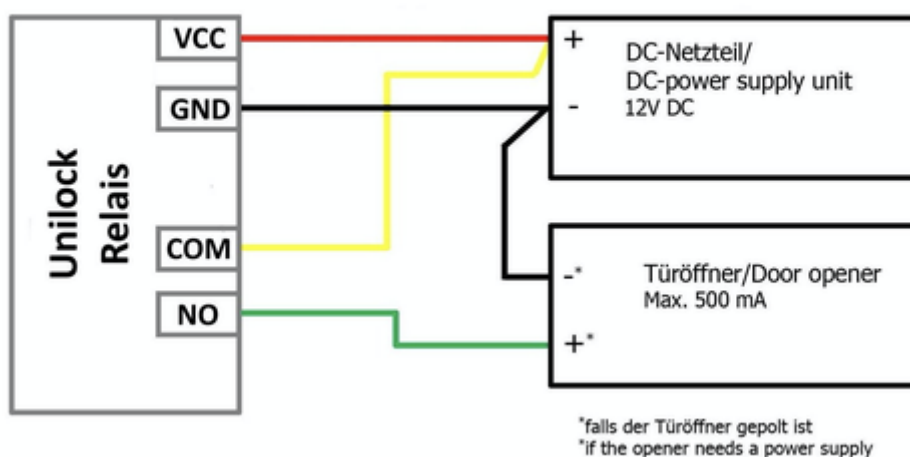 Unilock
Relais
VCC
GND
COM
NO
+
DC-Netzteil/
DC-power supply unit
-
12V DC
-*
Türöffner/Door opener
Max. 500 mA
+*
*falls der Türöffner gepolt ist
*if the opener needs a power supply